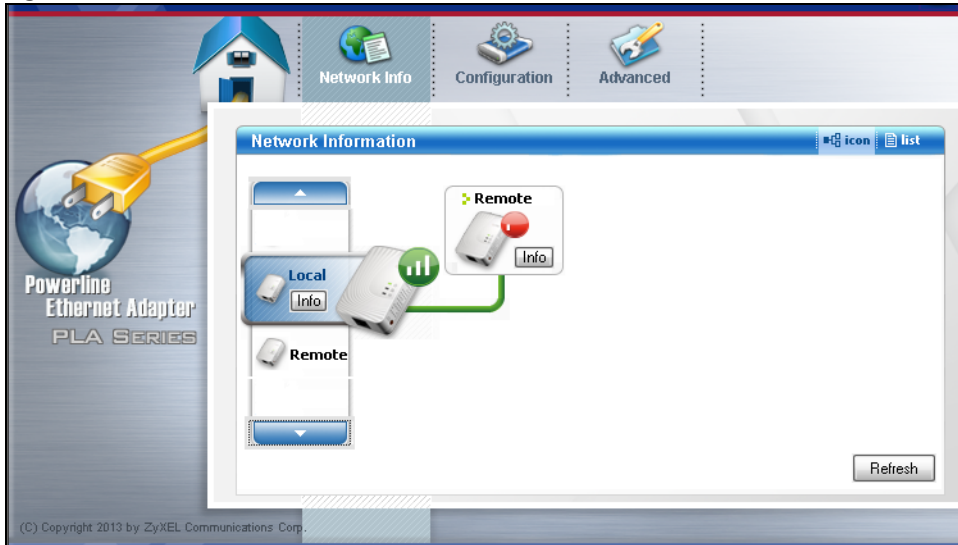 Network Info
Configuration
Advanced
Network Information
icon
list
Remote
Info
Local
Info
Remote
Powerline
Ethernet Adapter
PLA SERIES
Refresh
(C) Copyright 2013 by ZyXEL Communications Corp.